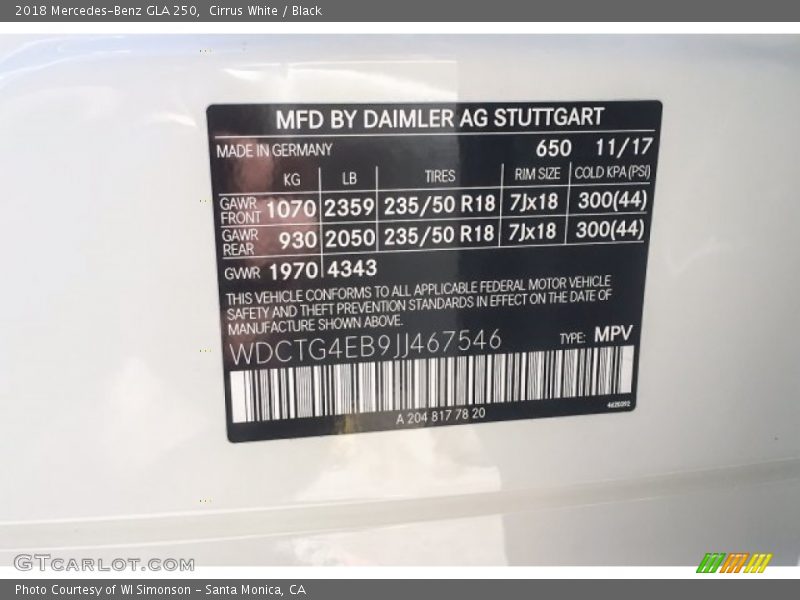 2018 Mercedes-Benz GLA 250,  Cirrus White / Black
MFD BY DAIMLER AG STUTTGART
MADE IN GERMANY 650 11/17
KG LB TIRES RIM SIZE COLD KPA (PSI)
GAWR FRONT 1070 2359 235/50 R18 7Jx18 300(44)
GAWR REAR 930 2050 235/50 R18 7Jx18 300(44)
GVWR 1970 4343
THIS VEHICLE CONFORMS TO ALL APPLICABLE FEDERAL MOTOR VEHICLE
SAFETY AND THEFT PREVENTION STANDARDS IN EFFECT ON THE DATE OF
MANUFACTURE SHOWN ABOVE.
WDCTG4EB9JJ467546 TYPE: MPV
A 204 817 78 20
GTCARLOT.COM
Photo Courtesy of WI Simonson - Santa Monica, CA